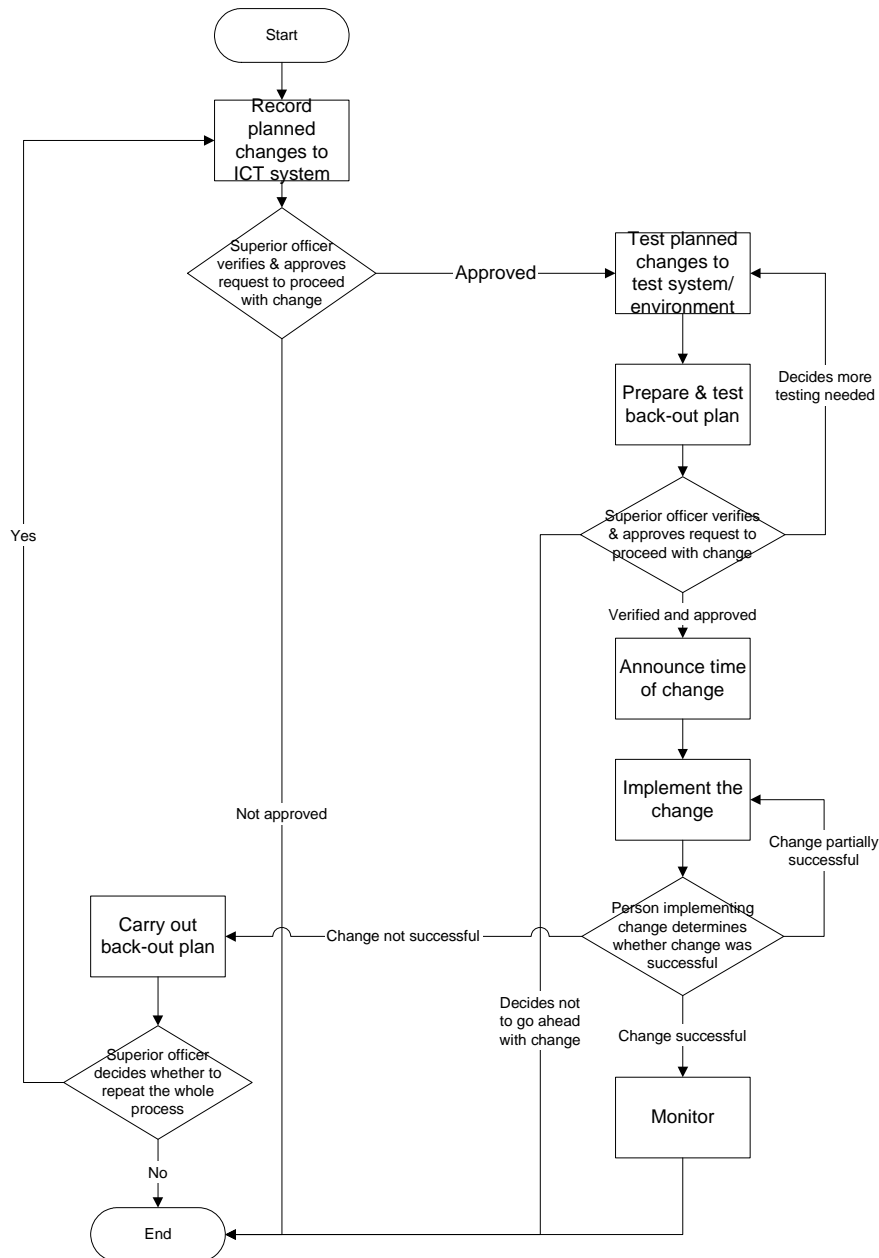 Start
Record
planned
changes to
ICT system
Superior officer
verifies & approves
request to proceed
with change
Approved
Test planned
changes to
test system/
environment
Decides more
testing needed
Prepare & test
back-out plan
Superior officer verifies
& approves request to
proceed with change
Yes
Verified and approved
Announce time
of change
Implement the
change
Not approved
Change partially
successful
Person implementing
change determines
whether change was
successful
Change not successful
Carry out
back-out plan
Decides not
to go ahead
with change
Change successful
Superior officer
decides whether to
repeat the whole
process
Monitor
No
End